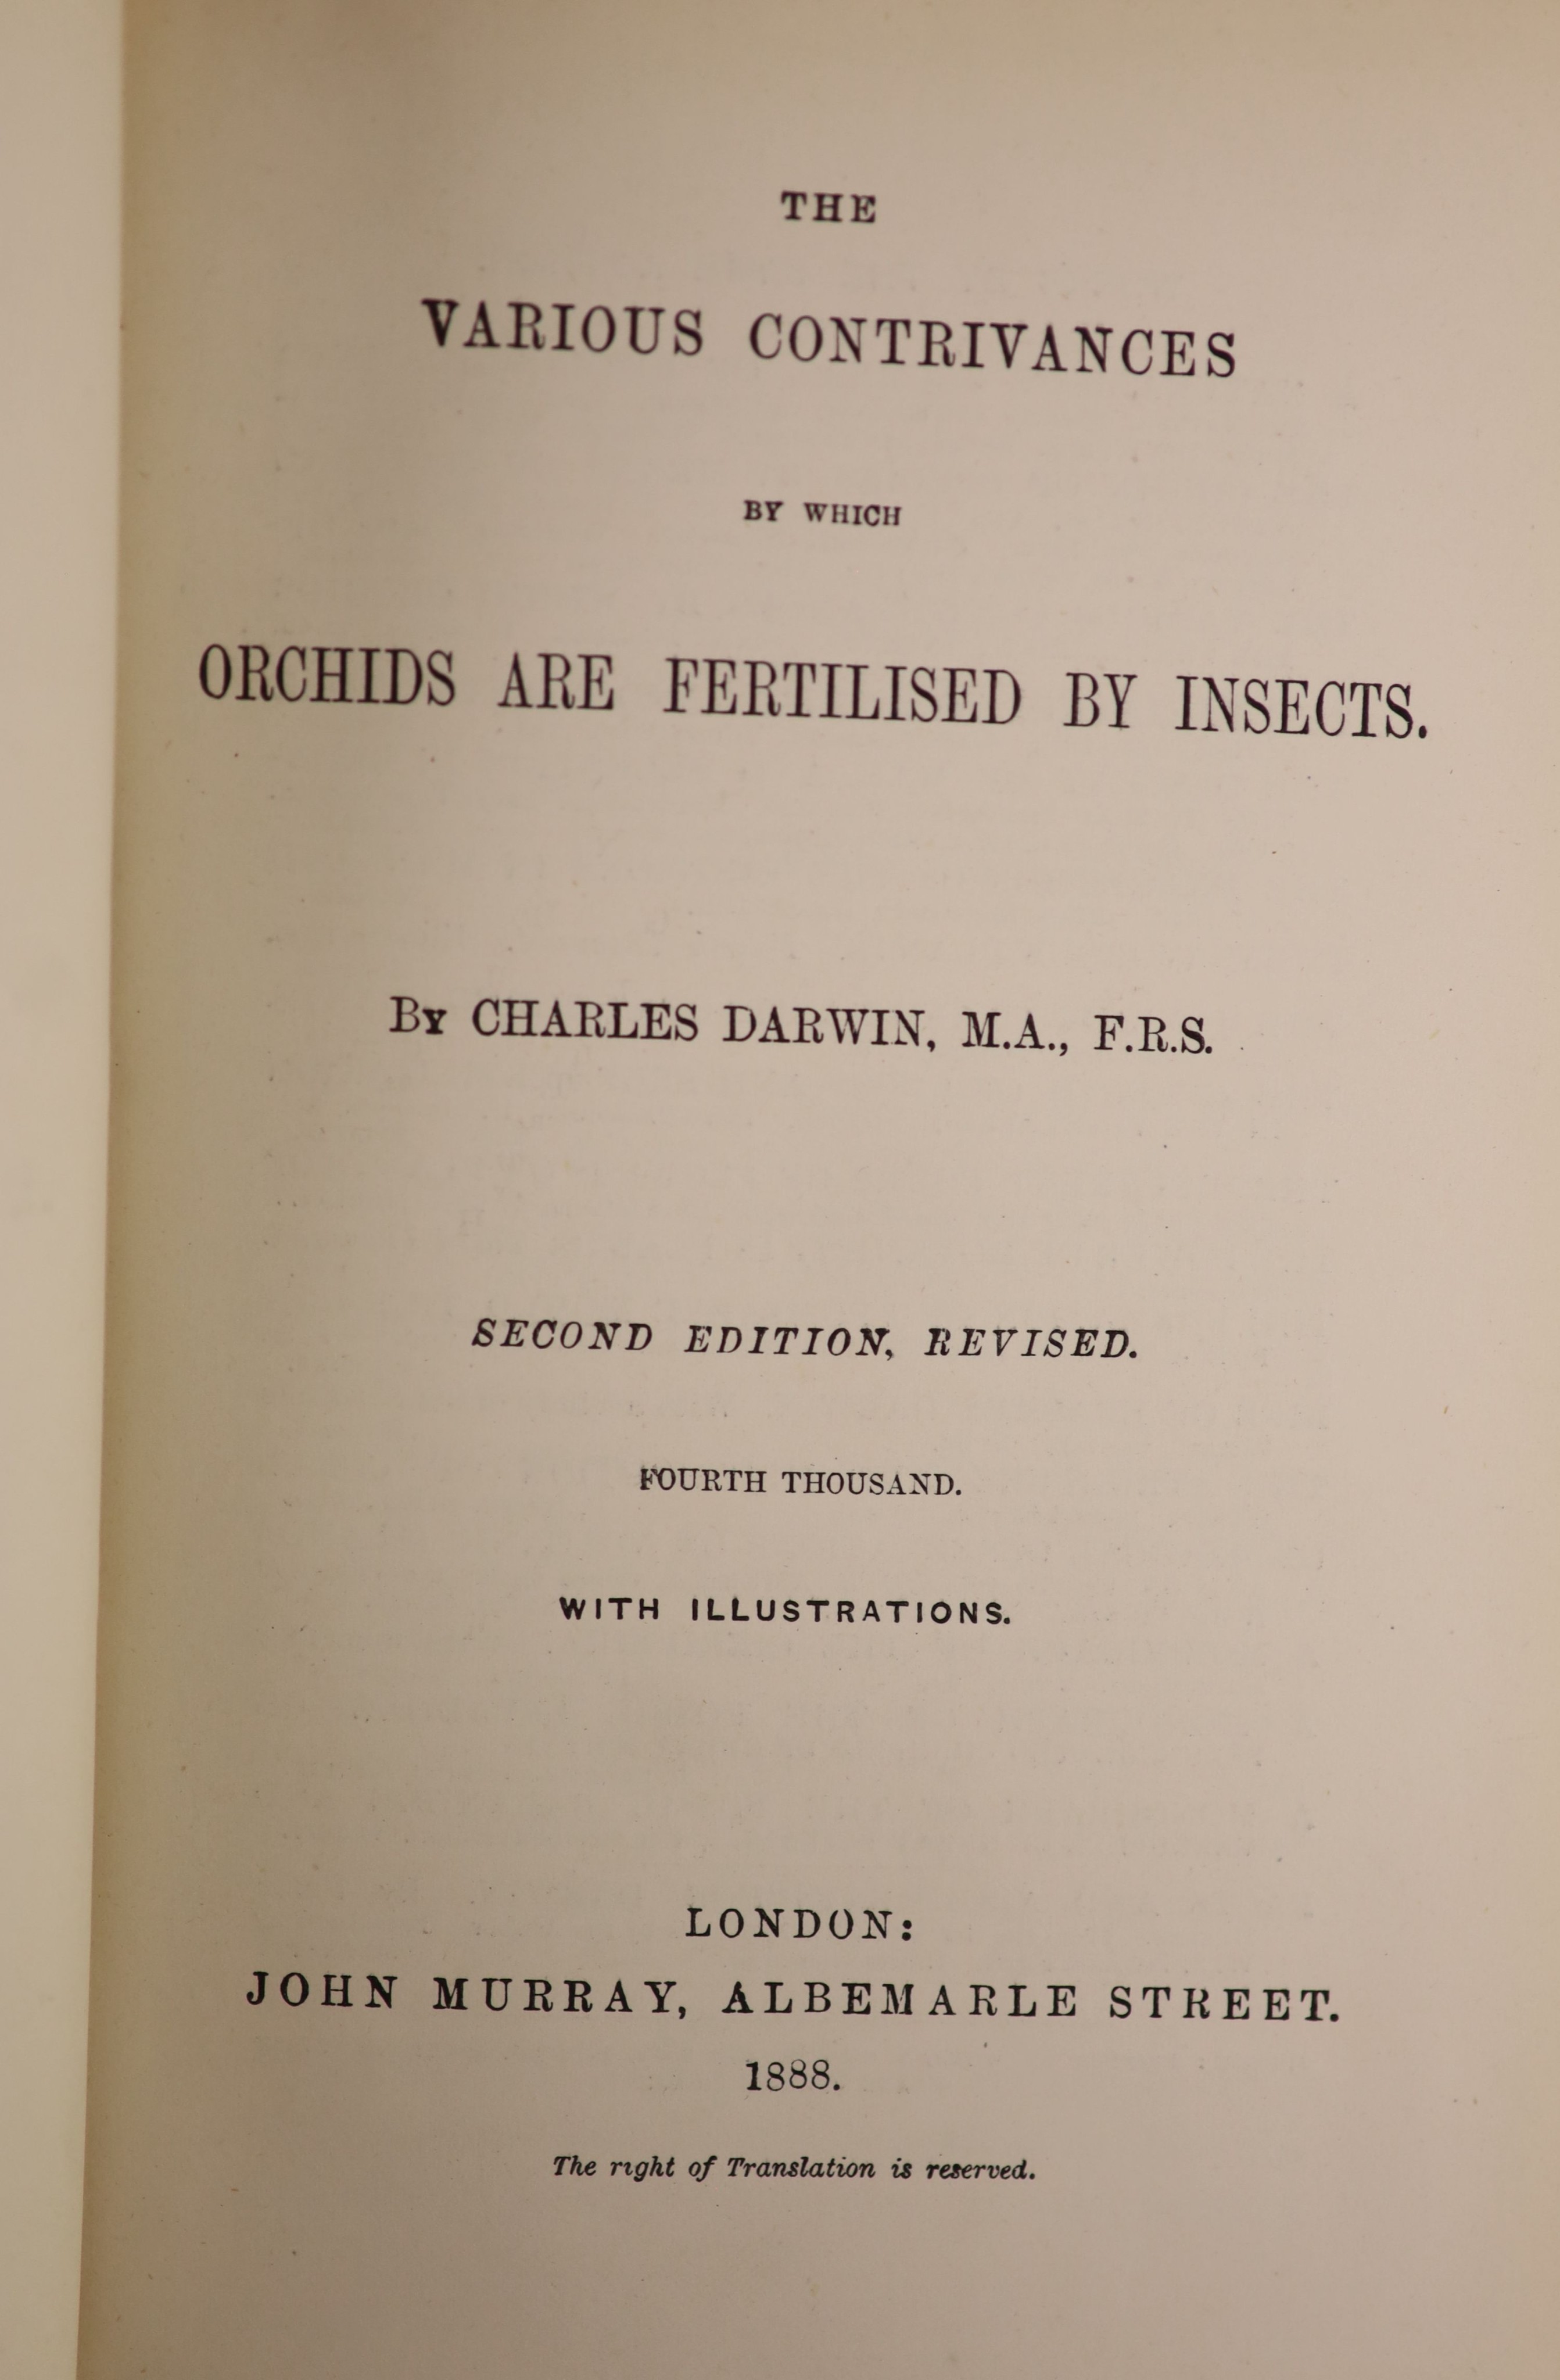 THE
VARIOUS CONTRIVANCES
BY WHICH
ORCHIDS ARE FERTILISED BY INSECTS.
BY CHARLES DARWIN, M.A., F.R.S.
SECOND EDITION, REVISED.
FOURTH THOUSAND.
WITH ILLUSTRATIONS.
LONDON:
JOHN MURRAY, ALBEMARLE STREET.
1888.
The right of Translation is reserved.